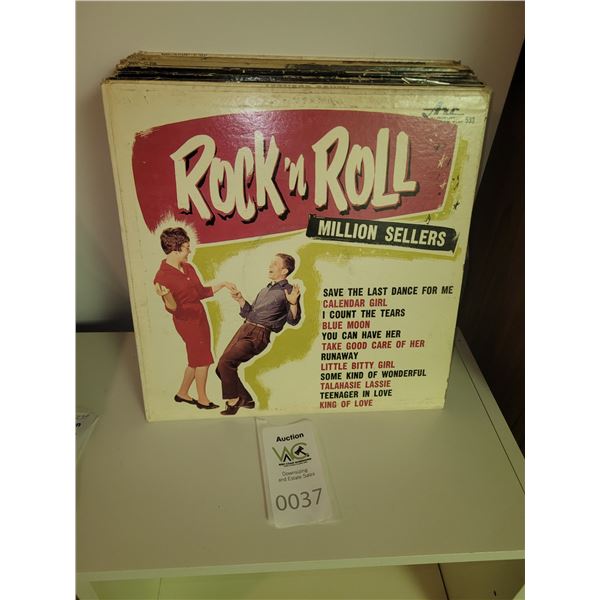 Arc
533
ROCK 'n ROLL
MILLION SELLERS
SAVE THE LAST DANCE FOR ME
CALENDAR GIRL
I COUNT THE TEARS
BLUE MOON
YOU CAN HAVE HER
TAKE GOOD CARE OF HER
RUNAWAY
LITTLE BITTY GIRL
SOME KIND OF WONDERFUL
TALAHASIE LASSIE
TEENAGER IN LOVE
KING OF LOVE
Auction
Downsizing
and Estate Sales
0037